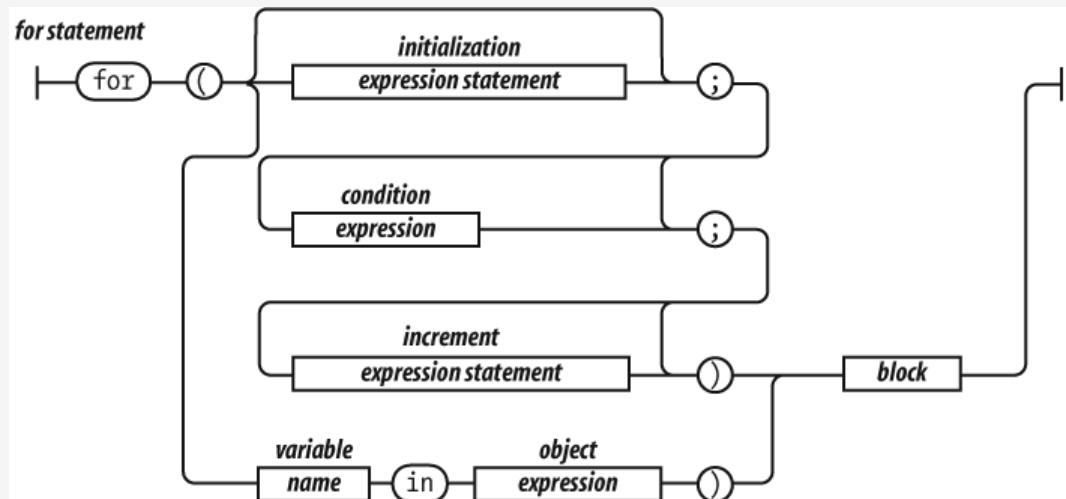 for statement
initialization
for ( expression statement ;
condition
expression ;
increment
expression statement ) block
variable object
name in expression )